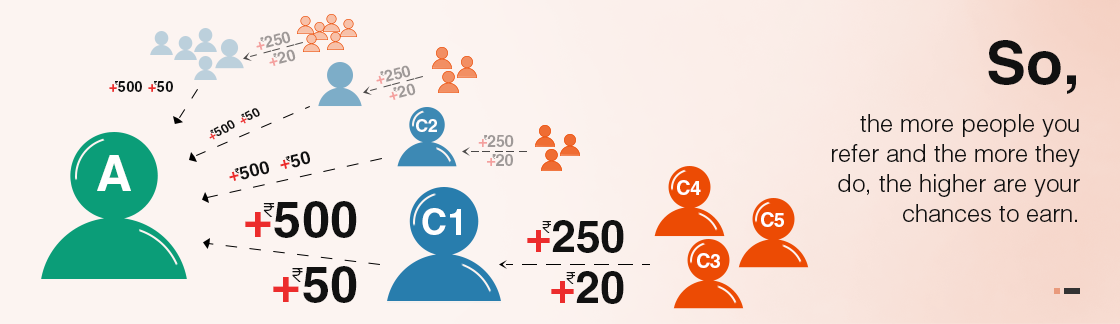 +₹250
+₹20
+₹500 +₹50
+₹250
+₹20
+₹500 +₹50
C2
+₹250
+₹20
+₹500 +₹50
A
C1
+₹500
+₹50
+₹250
+₹20
C4
C5
C3
So,
the more people you
refer and the more they
do, the higher are your
chances to earn.